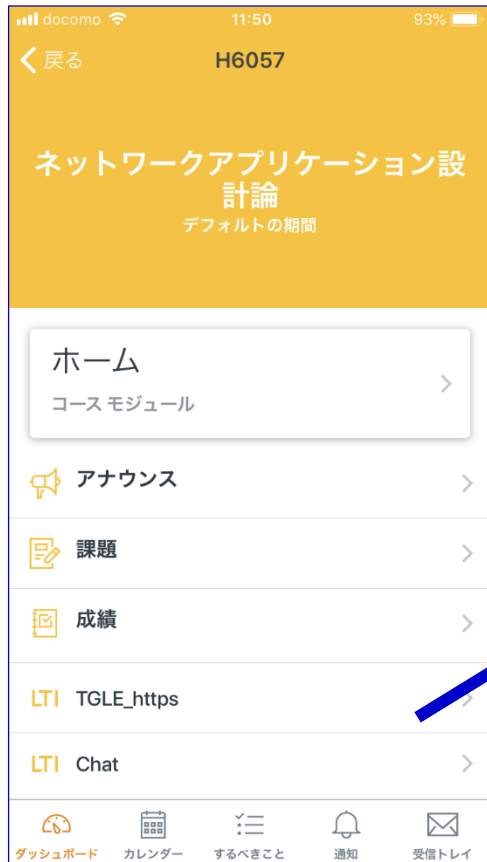 docomo 11:50 93%
戻る H6057
ネットワークアプリケーション設
計論
デフォルトの期間
ホーム
コース モジュール
アナウンス
課題
成績
LTI TGLE_https
LTI Chat
ダッシュボード カレンダー するべきこと 通知 受信トレイ